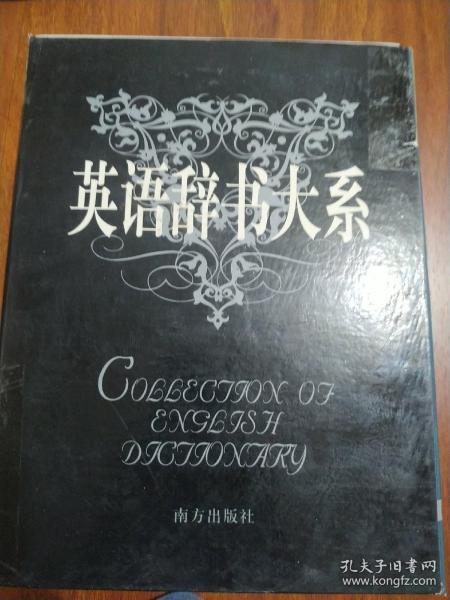 英语辞书大系
COLLECTION OF
ENGLISH
DICTIONARY
南方出版社
孔夫子旧书网
www.kongfz.com